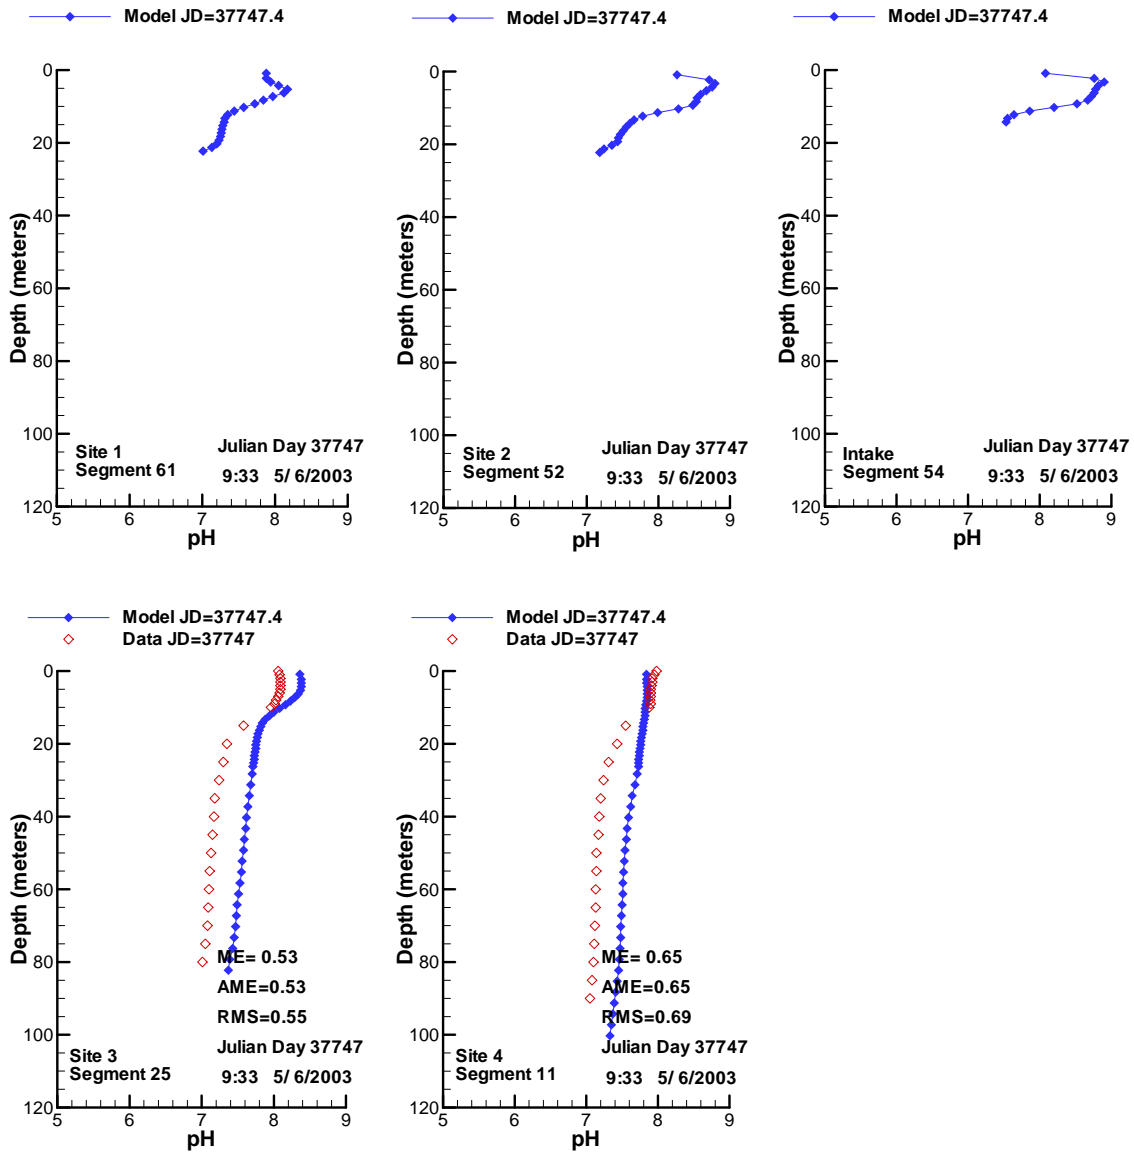 Model JD=37747.4
0
20
40
60
80
100
120
Depth (meters)
Site 1
Segment 61
Julian Day 37747
9:33 5/ 6/2003
5 6 7 8 9
pH
Model JD=37747.4
0
20
40
60
80
100
120
Depth (meters)
Site 2
Segment 52
Julian Day 37747
9:33 5/ 6/2003
5 6 7 8 9
pH
Model JD=37747.4
0
20
40
60
80
100
120
Depth (meters)
Intake
Segment 54
Julian Day 37747
9:33 5/ 6/2003
5 6 7 8 9
pH
Model JD=37747.4
Data JD=37747
0
20
40
60
80
100
120
Depth (meters)
ME= 0.53
AME=0.53
RMS=0.55
Site 3
Segment 25
Julian Day 37747
9:33 5/ 6/2003
5 6 7 8 9
pH
Model JD=37747.4
Data JD=37747
0
20
40
60
80
100
120
Depth (meters)
ME= 0.65
AME=0.65
RMS=0.69
Site 4
Segment 11
Julian Day 37747
9:33 5/ 6/2003
5 6 7 8 9
pH